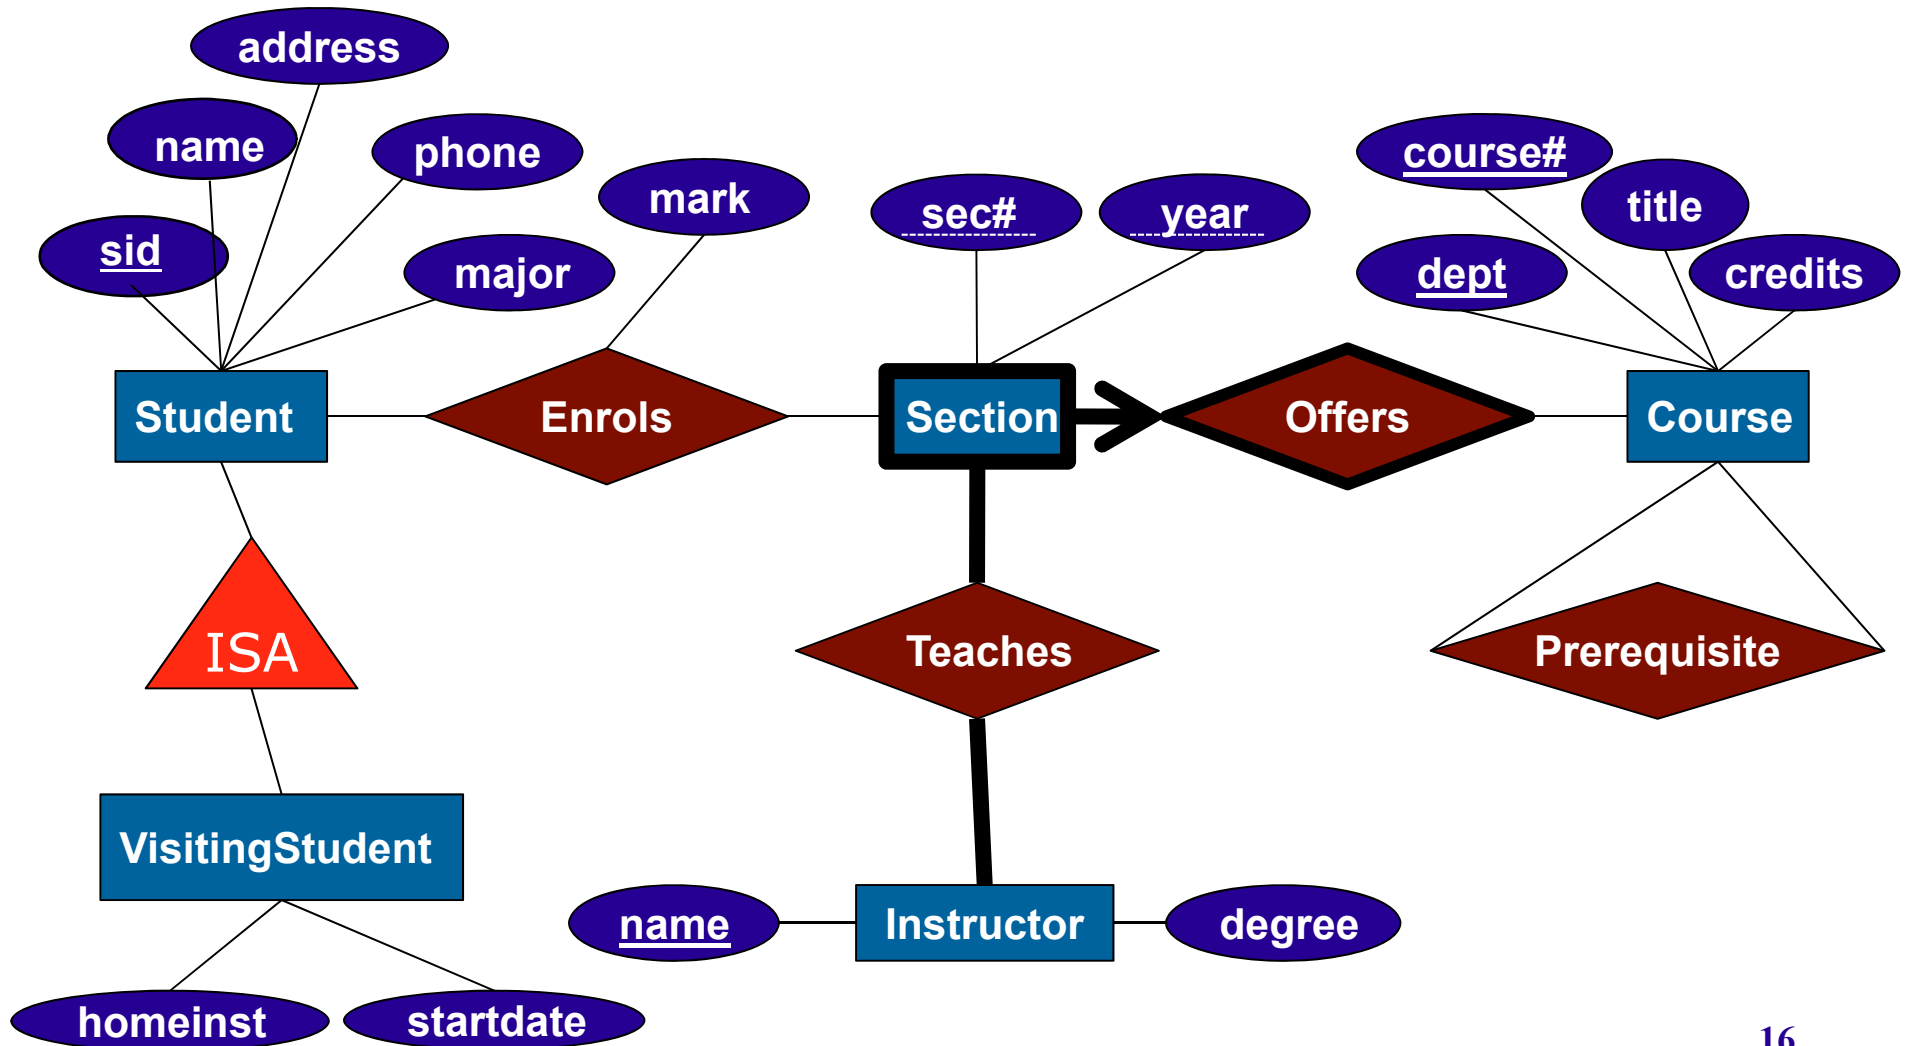 address
name
phone
mark
course#
sec#
year
title
sid
major
dept
credits
Student
Enrols
Section
Offers
Course
ISA
Teaches
Prerequisite
VisitingStudent
name
Instructor
degree
homeinst
startdate
16